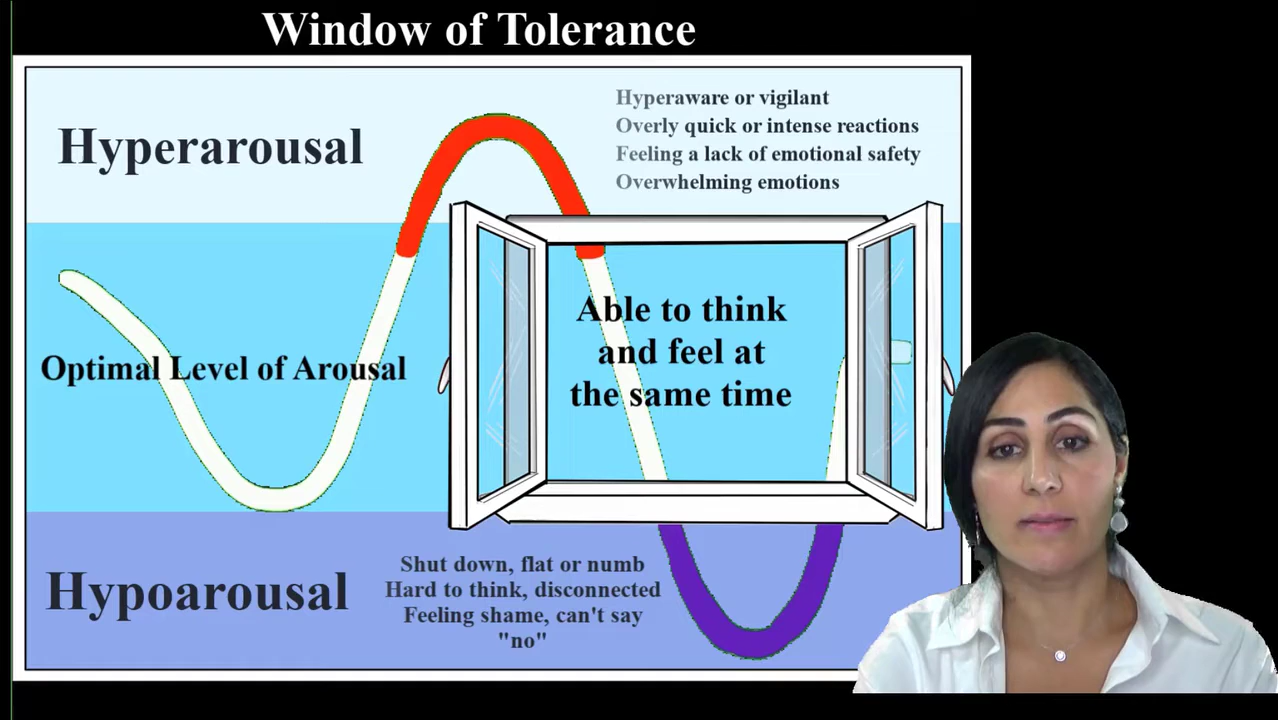 Window of Tolerance
Hyperarousal
Hyperaware or vigilant
Overly quick or intense reactions
Feeling a lack of emotional safety
Overwhelming emotions
Optimal Level of Arousal
Able to think
and feel at
the same time
Hypoarousal
Shut down, flat or numb
Hard to think, disconnected
Feeling shame, can't say
"no"